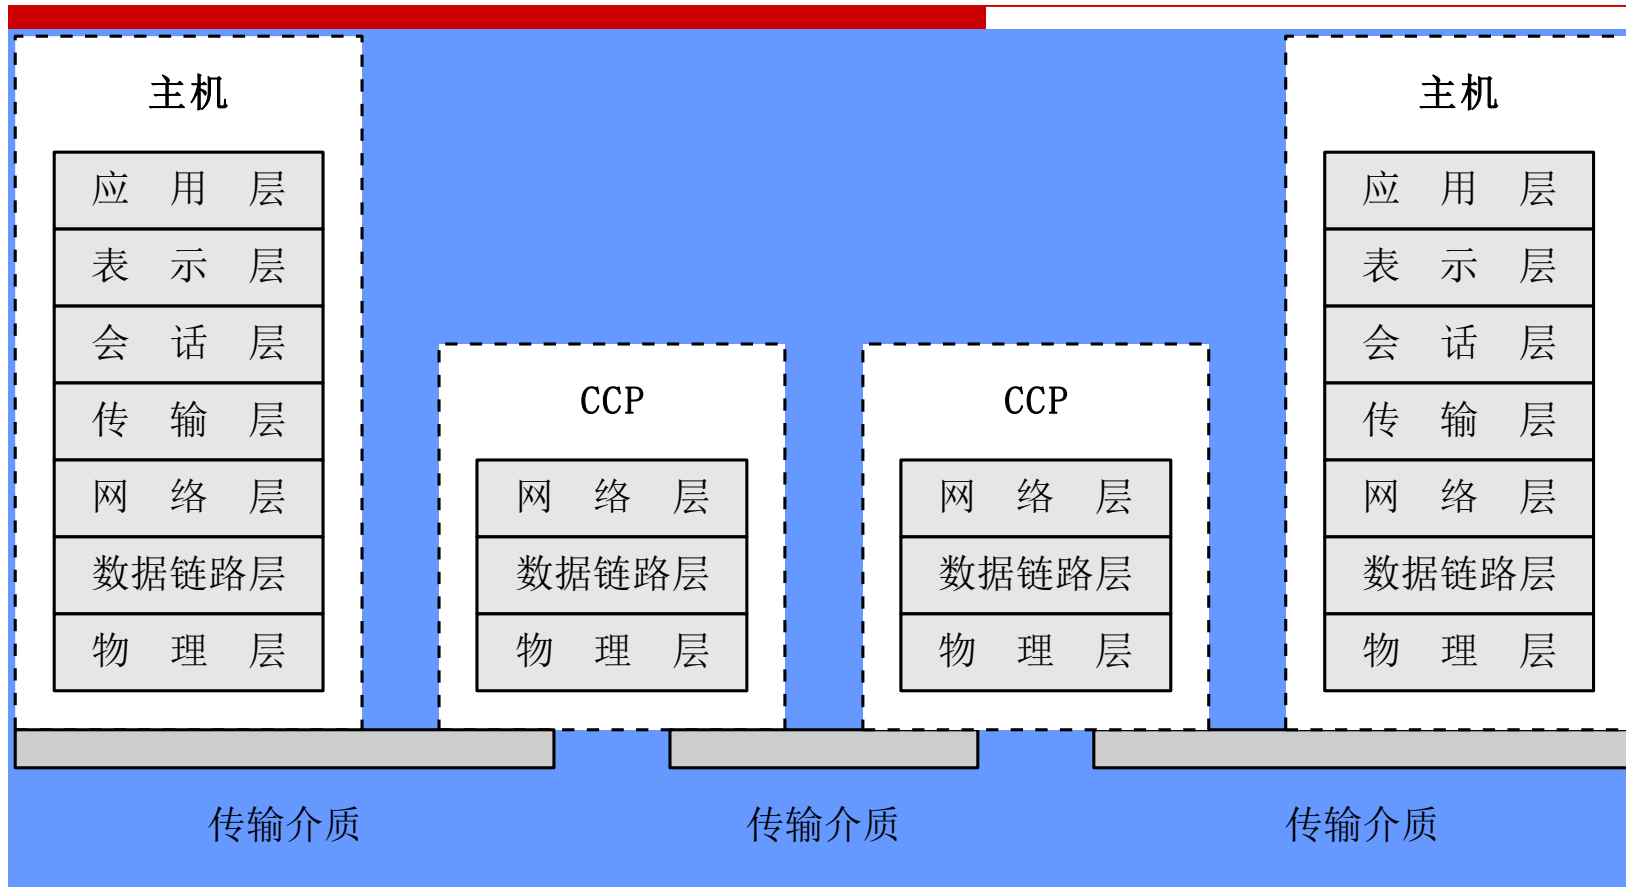 主机
应用层
表示层
会话层
传输层
网络层
数据链路层
物理层
CCP
网络层
数据链路层
物理层
CCP
网络层
数据链路层
物理层
主机
应用层
表示层
会话层
传输层
网络层
数据链路层
物理层
传输介质
传输介质
传输介质